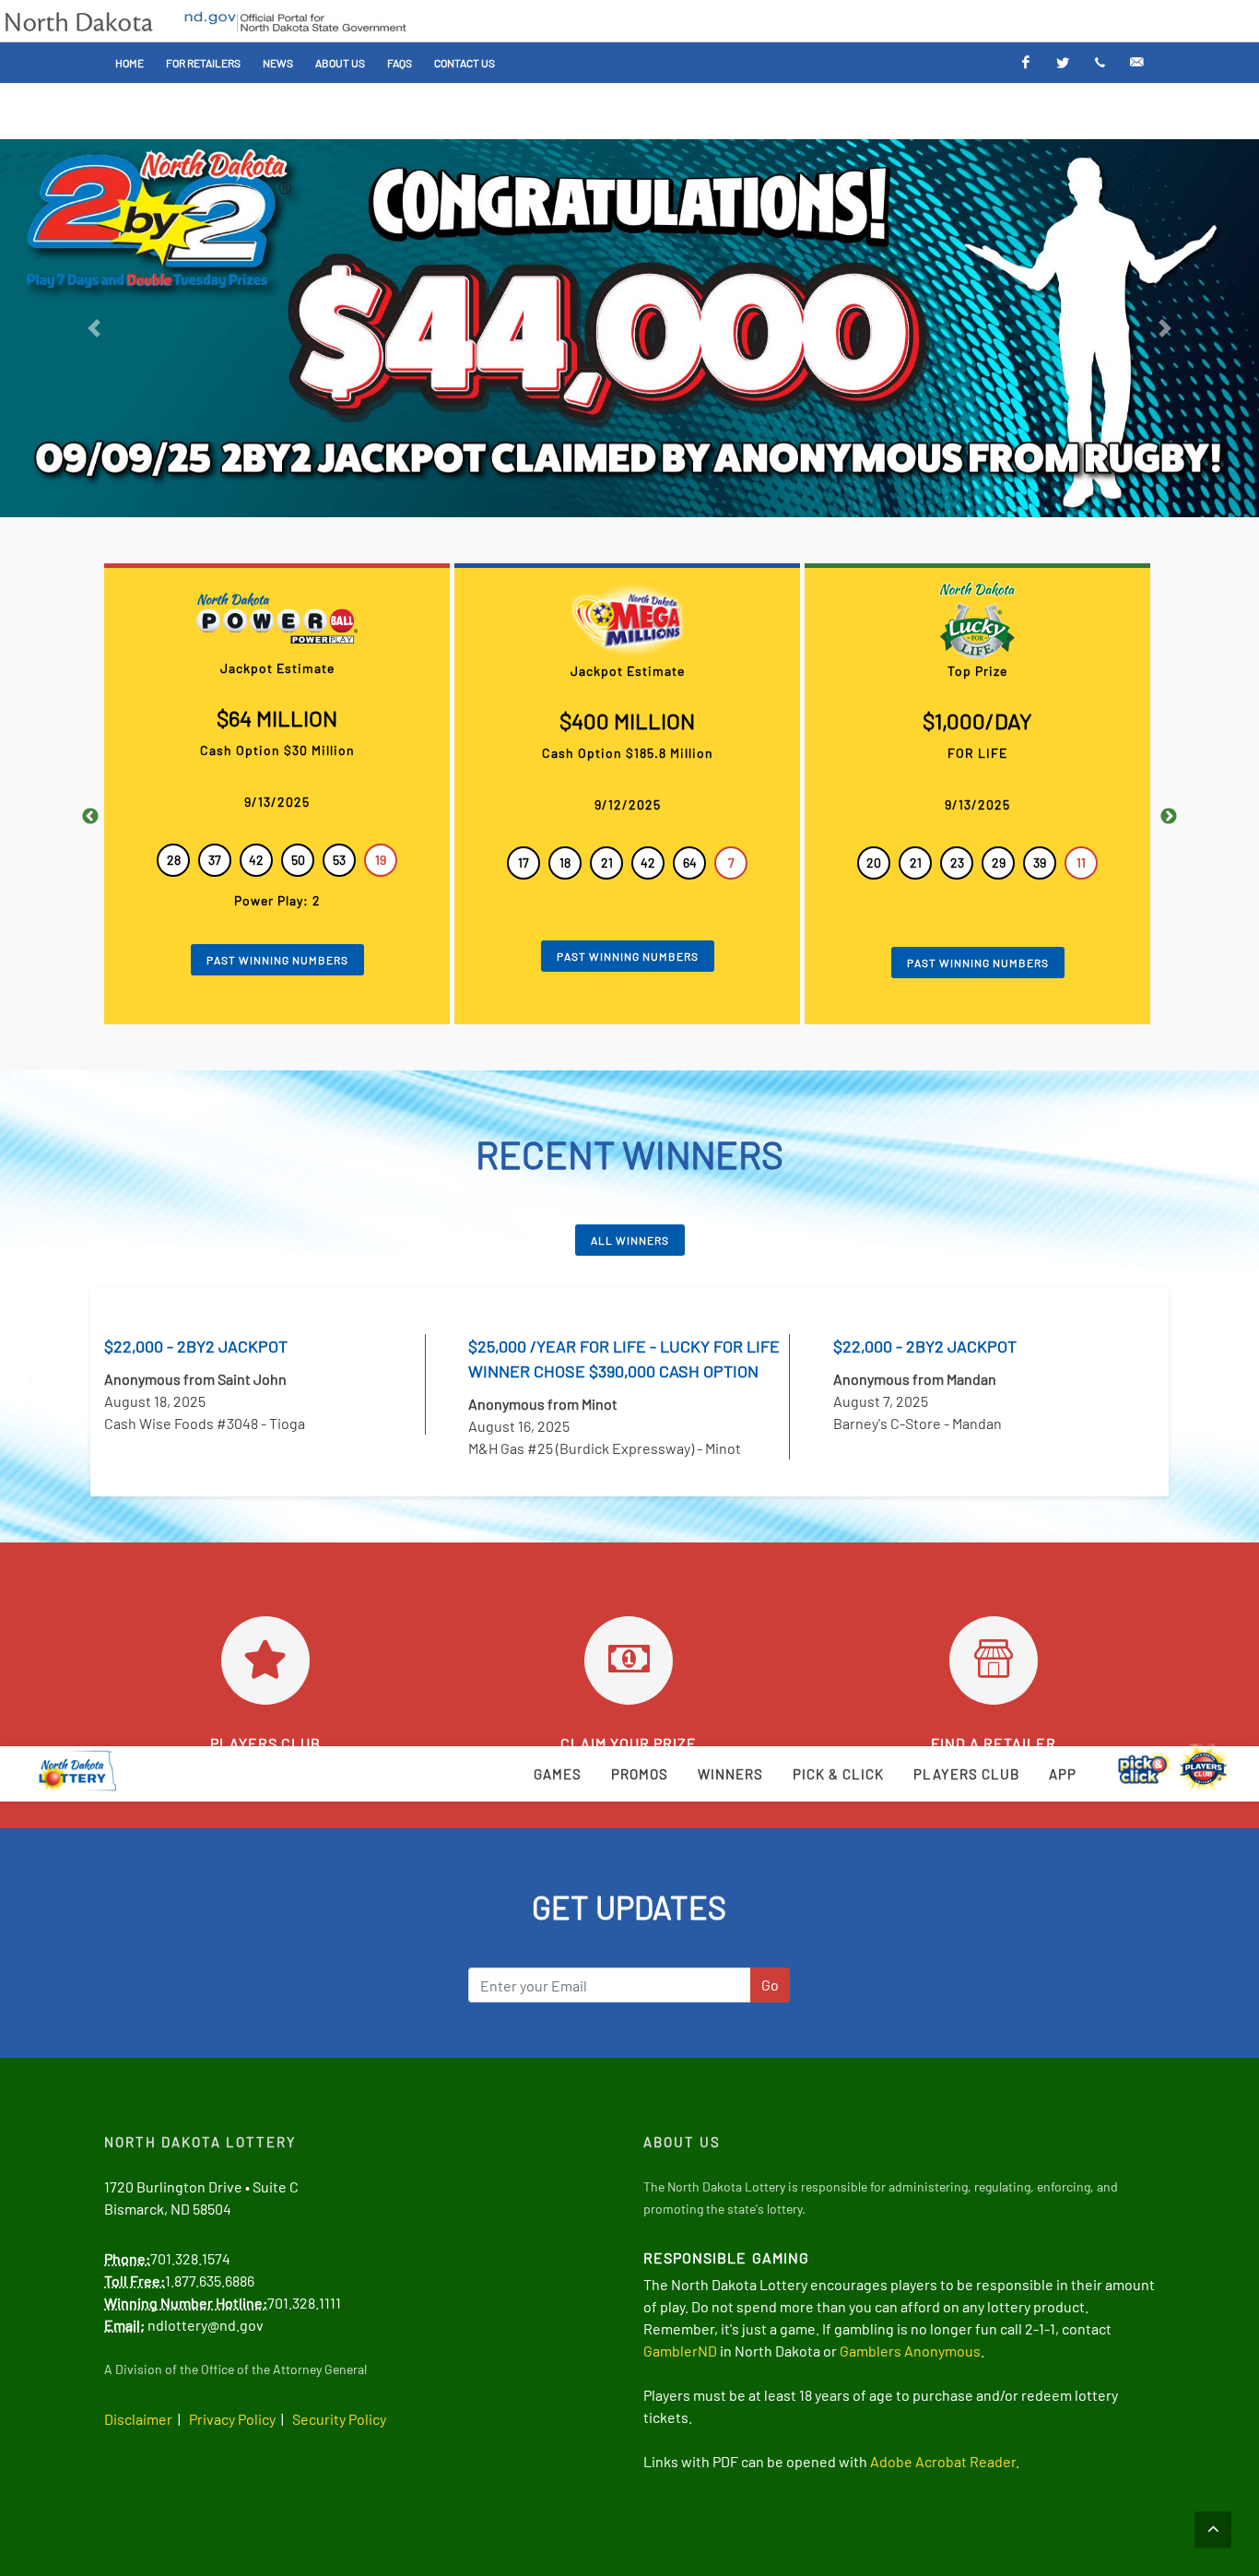 North Dakota
nd.gov Official Portal for
North Dakota State Government
HOME FOR RETAILERS NEWS ABOUT US FAQS CONTACT US
North Dakota
2by2®
Play 7 Days and Double Tuesday Prizes
CONGRATULATIONS!
$44,000
09/09/25 2BY2 JACKPOT CLAIMED BY ANONYMOUS FROM RUGBY!
North Dakota
POWERBALL
POWER PLAY
Jackpot Estimate
$64 MILLION
Cash Option $30 Million
9/13/2025
28 37 42 50 53 19
Power Play: 2
PAST WINNING NUMBERS
North Dakota
MEGA
MILLIONS
Jackpot Estimate
$400 MILLION
Cash Option $185.8 Million
9/12/2025
17 18 21 42 64 7
PAST WINNING NUMBERS
North Dakota
Lucky
FOR
LIFE
Top Prize
$1,000/DAY
FOR LIFE
9/13/2025
20 21 23 29 39 11
PAST WINNING NUMBERS
RECENT WINNERS
ALL WINNERS
$22,000 - 2BY2 JACKPOT
Anonymous from Saint John
August 18, 2025
Cash Wise Foods #3048 - Tioga
$25,000 /YEAR FOR LIFE - LUCKY FOR LIFE
WINNER CHOSE $390,000 CASH OPTION
Anonymous from Minot
August 16, 2025
M&H Gas #25 (Burdick Expressway) - Minot
$22,000 - 2BY2 JACKPOT
Anonymous from Mandan
August 7, 2025
Barney's C-Store - Mandan
1
PLAYERS CLUB
CLAIM YOUR PRIZE
FIND A RETAILER
North Dakota
LOTTERY
GAMES PROMOS WINNERS PICK & CLICK PLAYERS CLUB APP
pick &
click
PLAYERS
CLUB
GET UPDATES
Enter your Email Go
NORTH DAKOTA LOTTERY
1720 Burlington Drive • Suite C
Bismarck, ND 58504
Phone:701.328.1574
Toll Free:1.877.635.6886
Winning Number Hotline:701.328.1111
Email: ndlottery@nd.gov
A Division of the Office of the Attorney General
Disclaimer | Privacy Policy | Security Policy
ABOUT US
The North Dakota Lottery is responsible for administering, regulating, enforcing, and
promoting the state's lottery.
RESPONSIBLE GAMING
The North Dakota Lottery encourages players to be responsible in their amount
of play. Do not spend more than you can afford on any lottery product.
Remember, it's just a game. If gambling is no longer fun call 2-1-1, contact
GamblerND in North Dakota or Gamblers Anonymous.
Players must be at least 18 years of age to purchase and/or redeem lottery
tickets.
Links with PDF can be opened with Adobe Acrobat Reader.